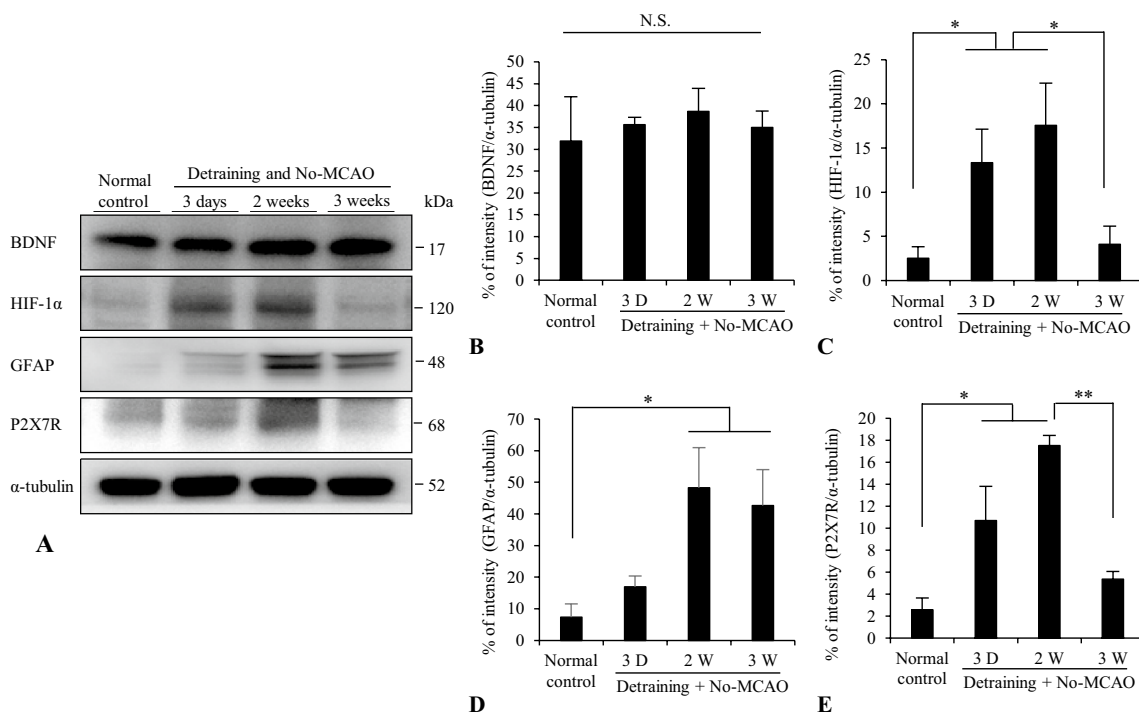 Normal
control
Detraining and No-MCAO
3 days
2 weeks
3 weeks
kDa
BDNF
17
HIF-1α
120
GFAP
48
P2X7R
68
α-tubulin
52
A
N.S.
% of intensity (BDNF/α-tubulin)
50
45
40
35
30
25
20
15
10
5
0
Normal
control
3 D
2 W
3 W
Detraining + No-MCAO
B
*
*
% of intensity (HIF-1α/α-tubulin)
25
20
15
10
5
0
Normal
control
3 D
2 W
3 W
Detraining + No-MCAO
C
*
% of intensity (GFAP/α-tubulin)
70
60
50
40
30
20
10
0
Normal
control
3 D
2 W
3 W
Detraining + No-MCAO
D
*
**
% of intensity (P2X7R/α-tubulin)
20
18
16
14
12
10
8
6
4
2
0
Normal
control
3 D
2 W
3 W
Detraining + No-MCAO
E